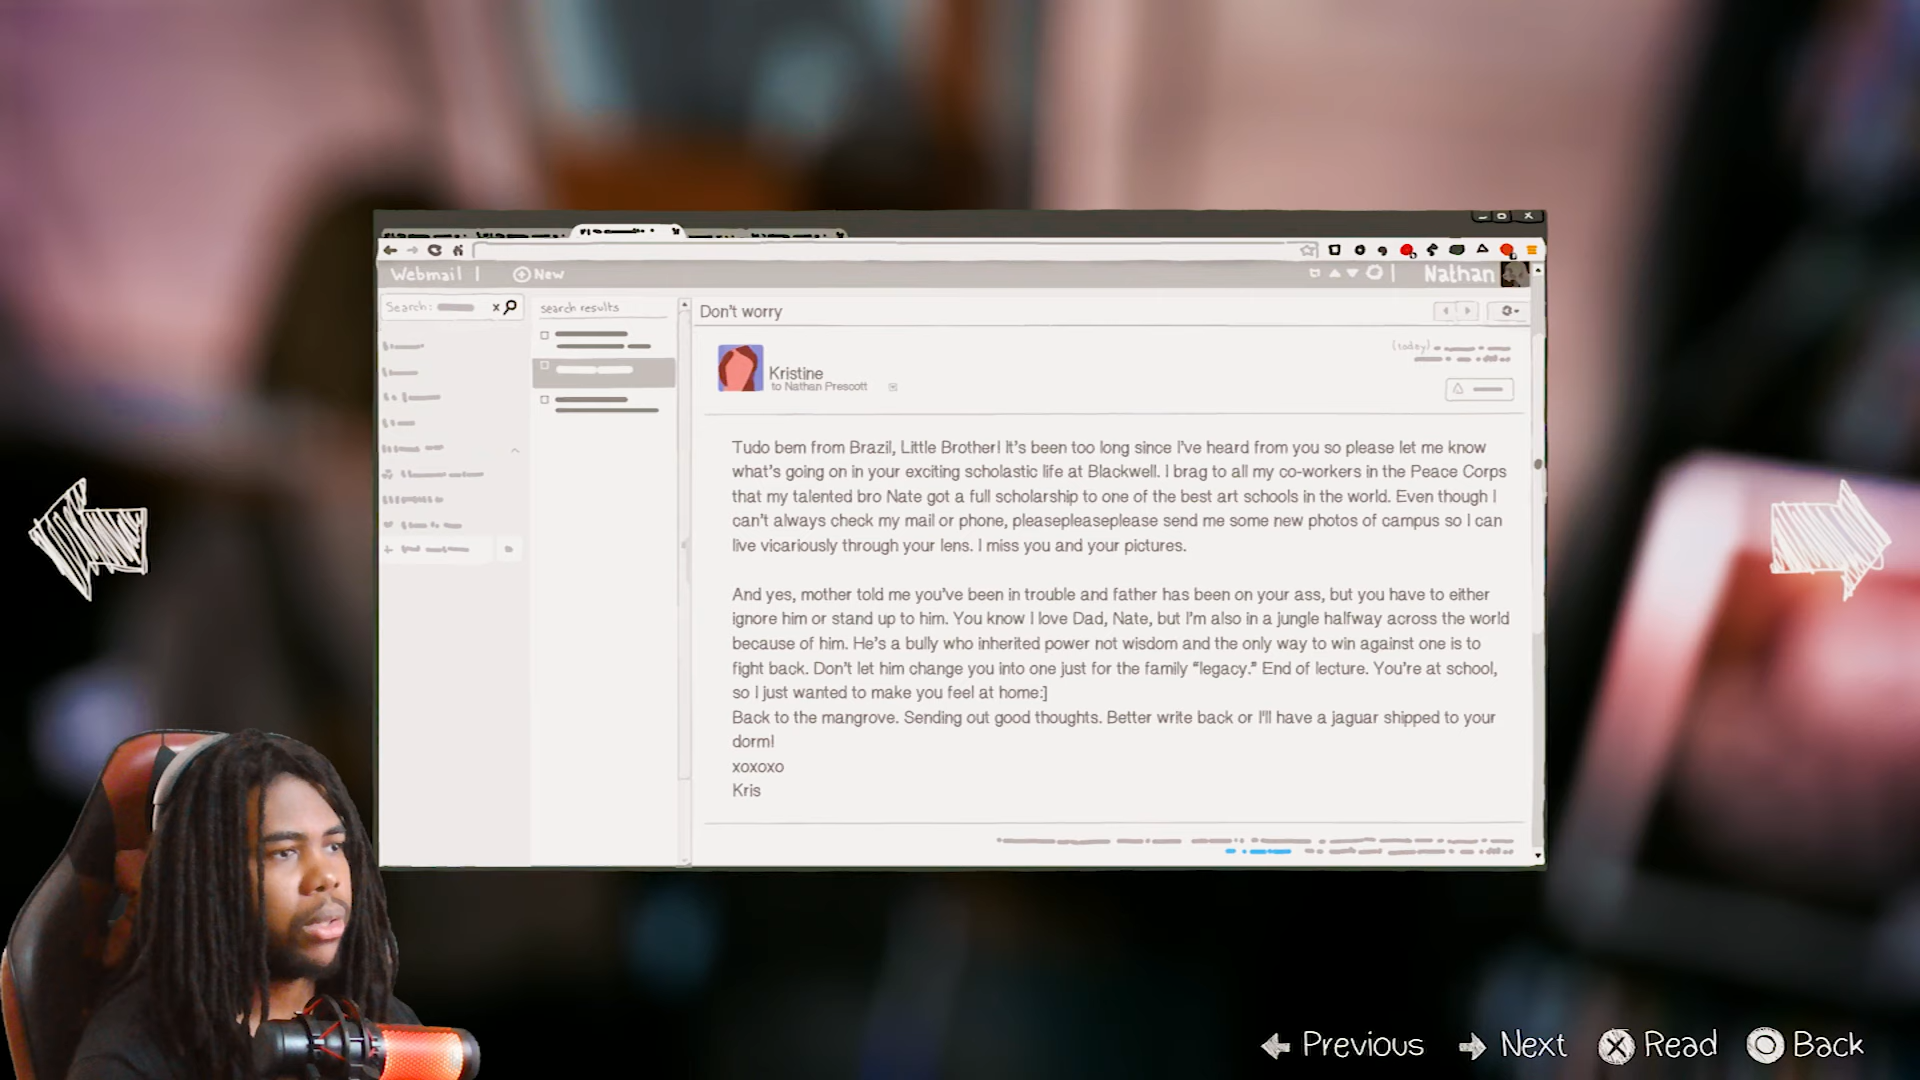 Webmail |
New
Nathan
Search:
search results
Don't worry
(today)
Kristine
to Nathan Prescott
Tudo bem from Brazil, Little Brother! It's been too long since I've heard from you so please let me know
what's going on in your exciting scholastic life at Blackwell. I brag to all my co-workers in the Peace Corps
that my talented bro Nate got a full scholarship to one of the best art schools in the world. Even though I
can't always check my mail or phone, pleasepleaseplease send me some new photos of campus so I can
live vicariously through your lens. I miss you and your pictures.
And yes, mother told me you've been in trouble and father has been on your ass, but you have to either
ignore him or stand up to him. You know I love Dad, Nate, but I'm also in a jungle halfway across the world
because of him. He's a bully who inherited power not wisdom and the only way to win against one is to
fight back. Don't let him change you into one just for the family “legacy.” End of lecture. You're at school,
so I just wanted to make you feel at home:]
Back to the mangrove. Sending out good thoughts. Better write back or I'll have a jaguar shipped to your
dorm!
xoxoxo
Kris
Previous
Next
Read
Back